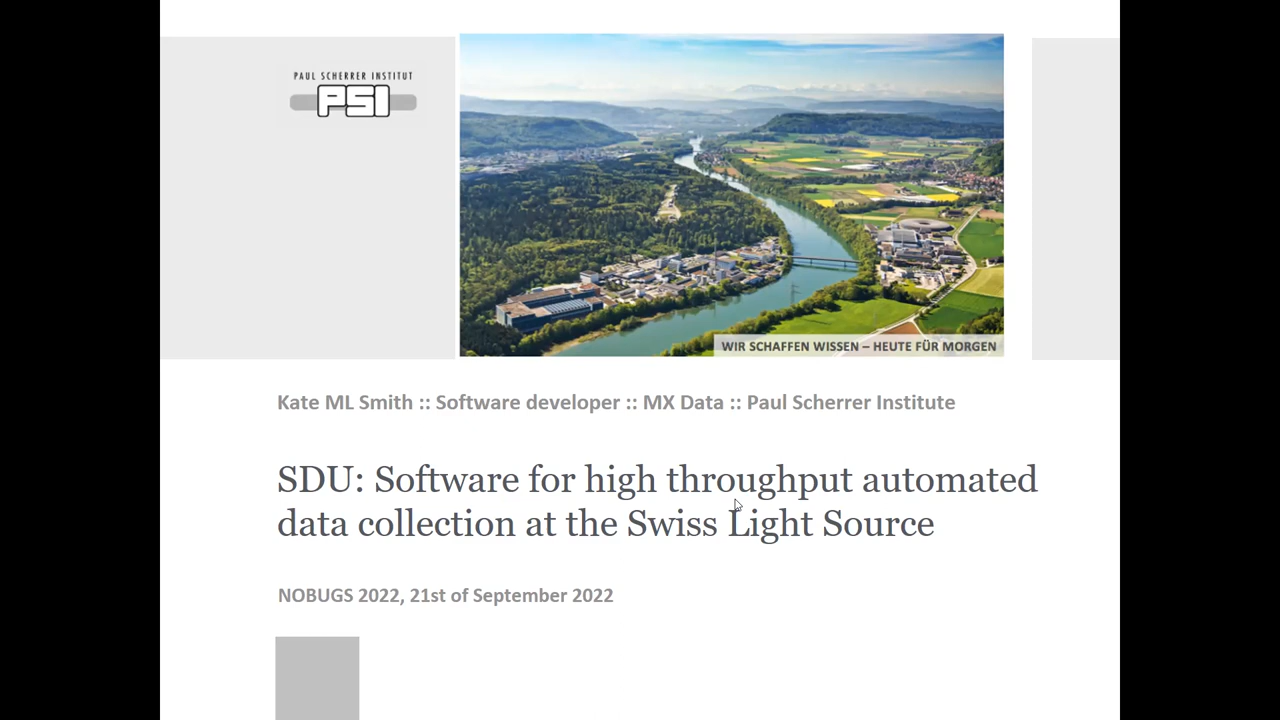 PAUL SCHERRER INSTITUT
PSI
WIR SCHAFFEN WISSEN – HEUTE FÜR MORGEN
Kate ML Smith :: Software developer :: MX Data :: Paul Scherrer Institute
SDU: Software for high throughput automated
data collection at the Swiss Light Source
NOBUGS 2022, 21st of September 2022